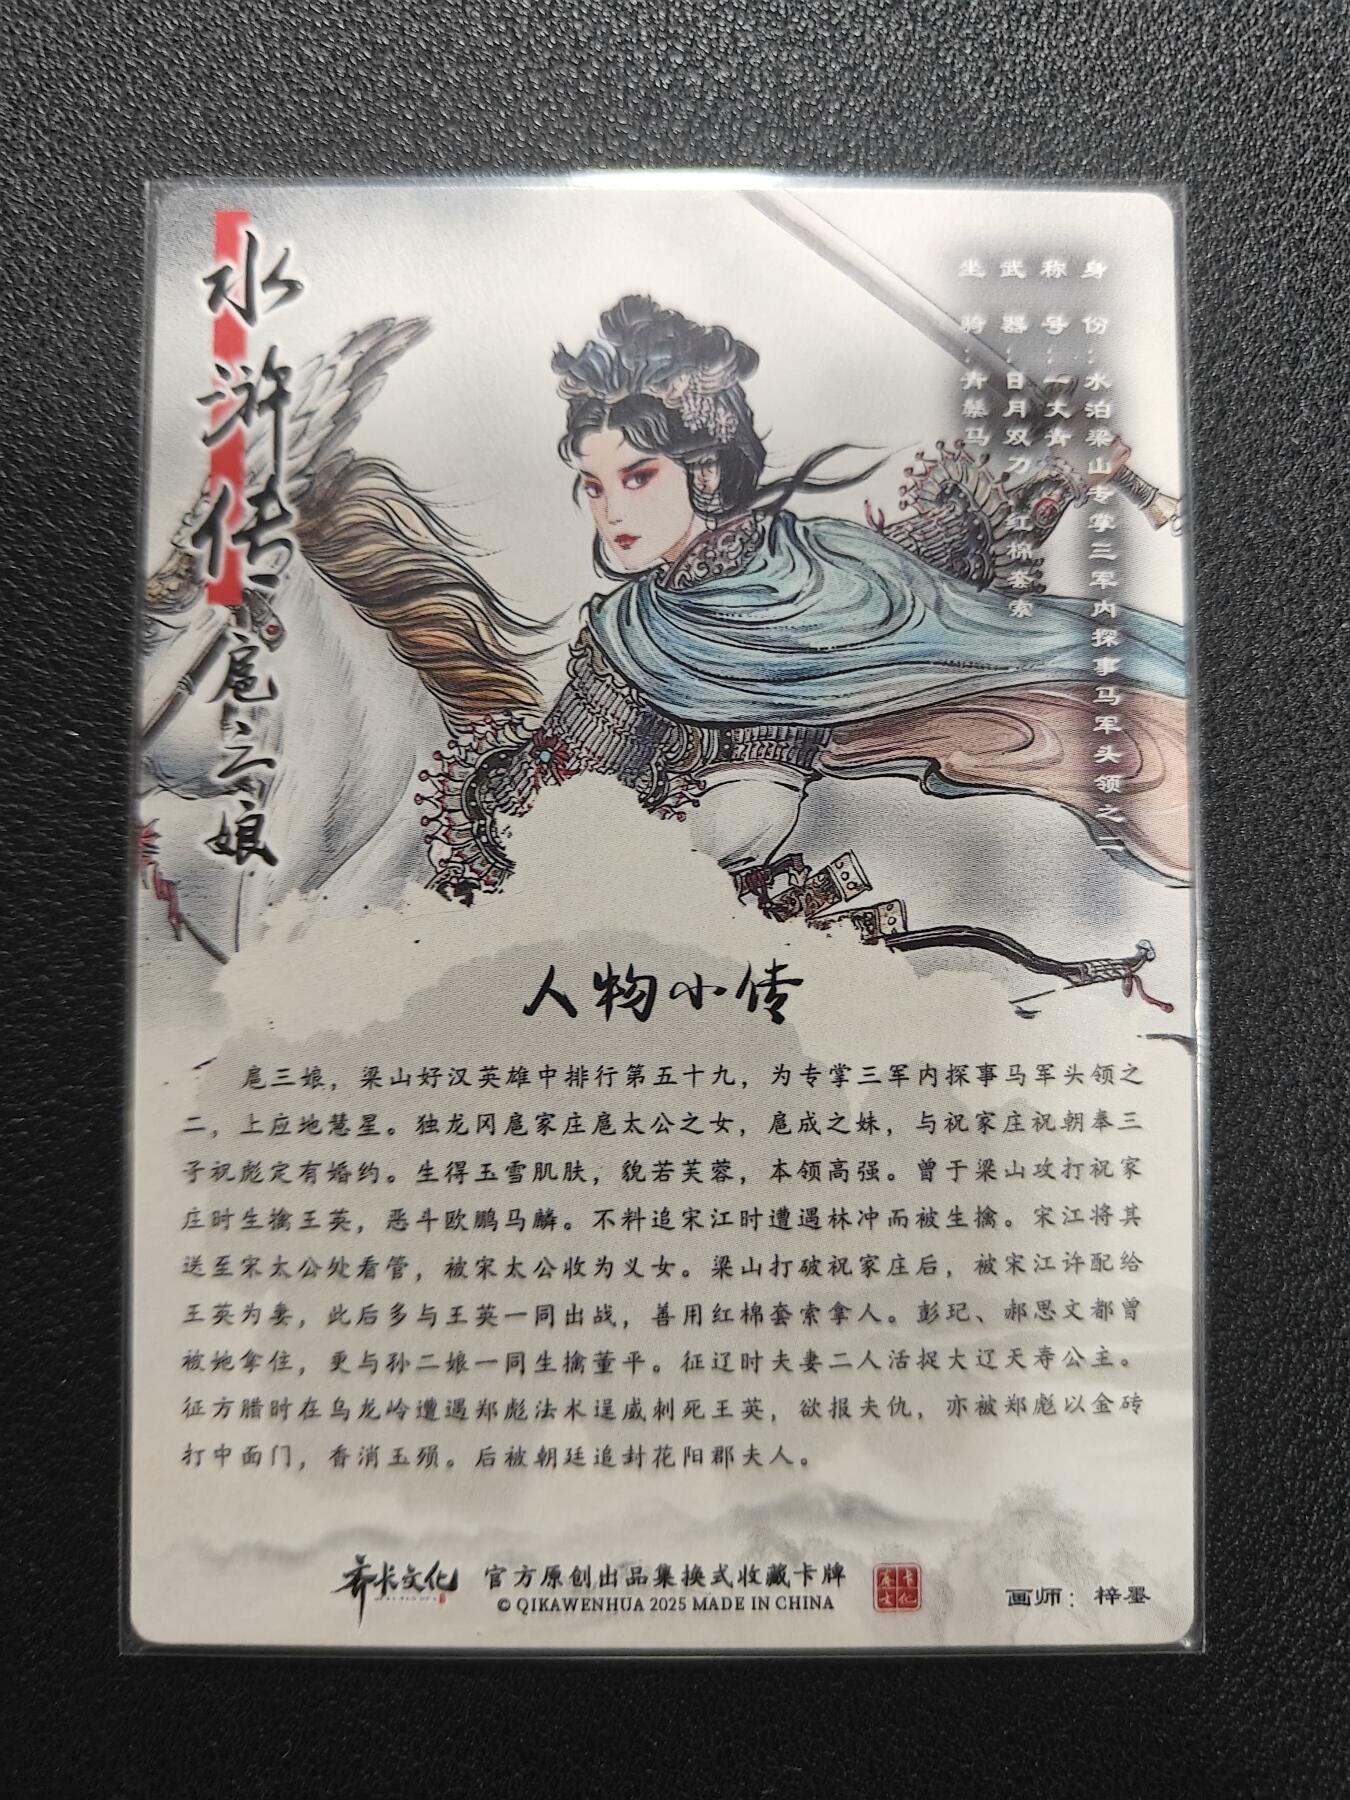 水浒传
扈三娘
身份：水泊梁山专掌三军内探事马军头领之二
称号：一丈青
武器：日月双刀 红棉套索
坐骑：青鬃马
人物小传
扈三娘，梁山好汉英雄中排行第五十九，为专掌三军内探事马军头领之
二，上应地慧星。独龙冈扈家庄扈太公之女，扈成之妹，与祝家庄祝朝奉三
子祝彪定有婚约。生得玉雪肌肤，貌若芙蓉，本领高强。曾于梁山攻打祝家
庄时生擒王英，恶斗欧鹏马麟。不料追宋江时遭遇林冲而被生擒。宋江将其
送至宋太公处看管，被宋太公收为义女。梁山打破祝家庄后，被宋江许配给
王英为妻，此后多与王英一同出战，善用红棉套索拿人。彭玘、郝思文都曾
被她拿住，更与孙二娘一同生擒董平。征辽时夫妻二人活捉大辽天寿公主。
征方腊时在乌龙岭遭遇郑彪法术逞威刺死王英，欲报夫仇，亦被郑彪以金砖
打中面门，香消玉殒。后被朝廷追封花阳郡夫人。
齐卡文化
官方原创出品集换式收藏卡牌
© QIKAWENHUA 2025 MADE IN CHINA
齐卡文化
画师：梓墨